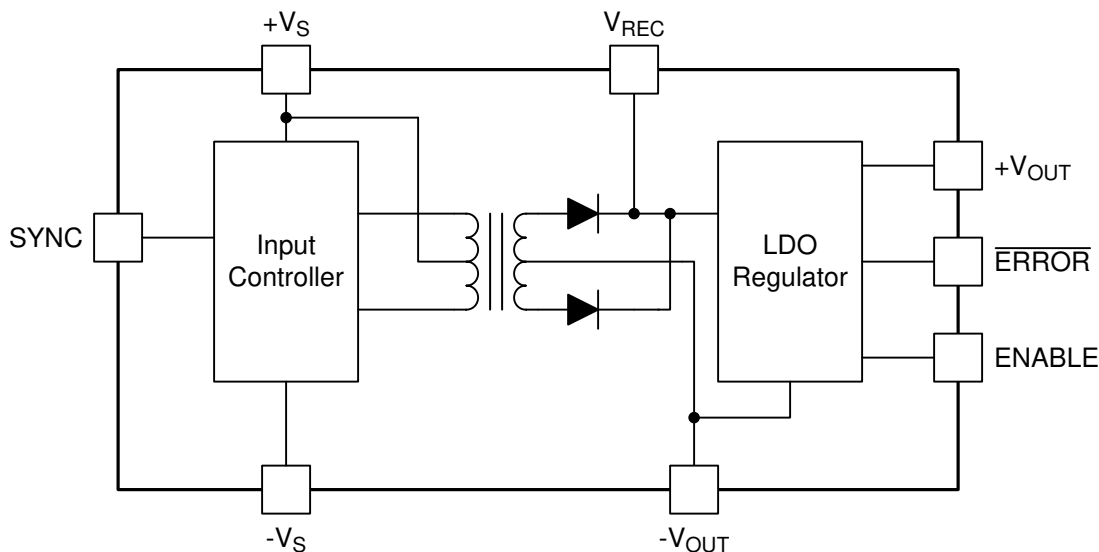 +VS
VREC
SYNC
Input
Controller
LDO
Regulator
+VOUT
ERROR
ENABLE
-VS
-VOUT